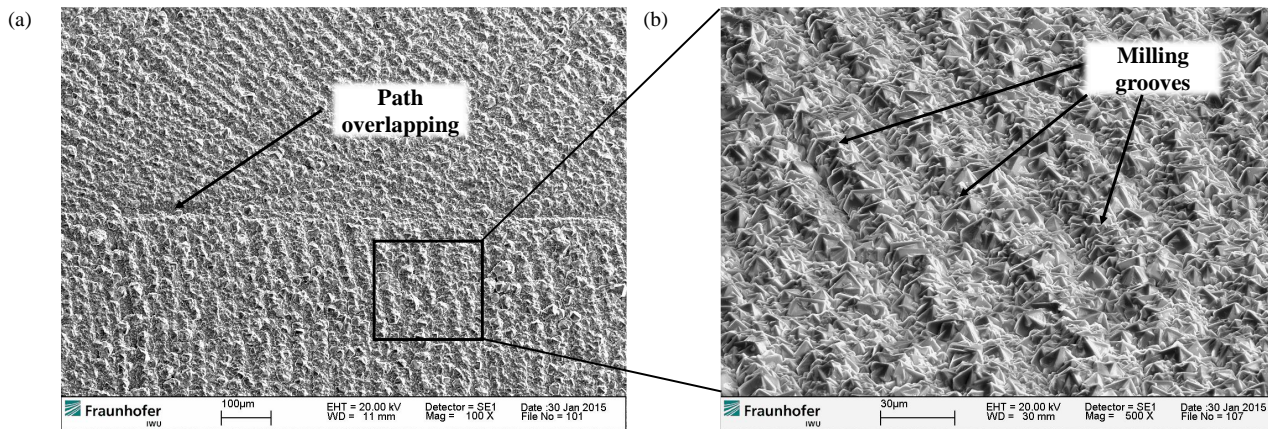 (a)
Path
overlapping
Fraunhofer
IWU
100µm
EHT = 20.00 kV
WD = 11 mm
Detector = SE1
Mag = 100 X
Date :30 Jan 2015
File No = 101
(b)
Milling
grooves
Fraunhofer
IWU
30µm
EHT = 20.00 kV
WD = 30 mm
Detector = SE1
Mag = 500 X
Date :30 Jan 2015
File No = 107